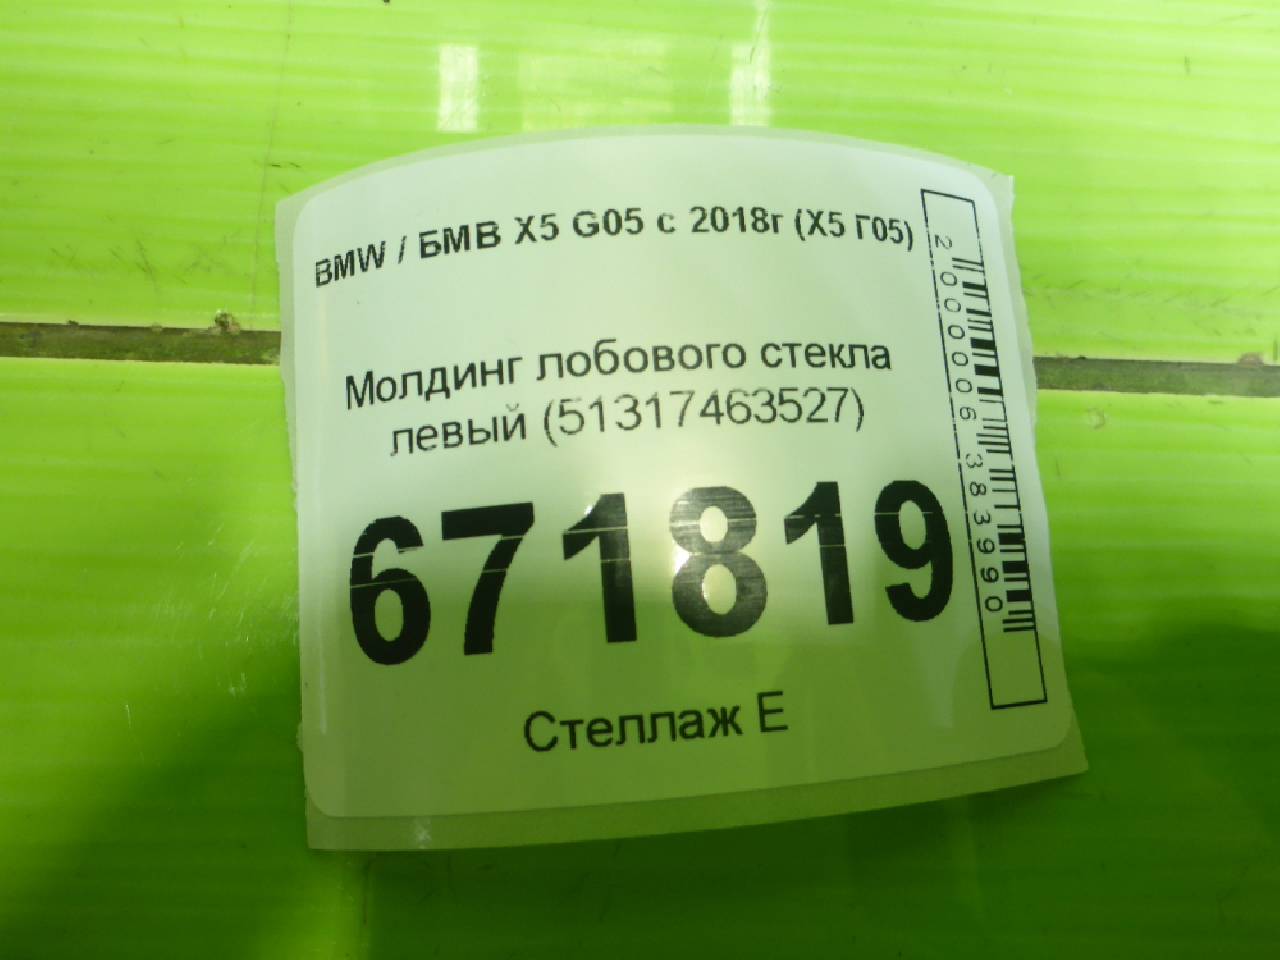 BMW / БМВ X5 G05 с 2018г (Х5 Г05)
Молдинг лобового стекла
левый (51317463527)
671819
Стеллаж Е
2000006383990